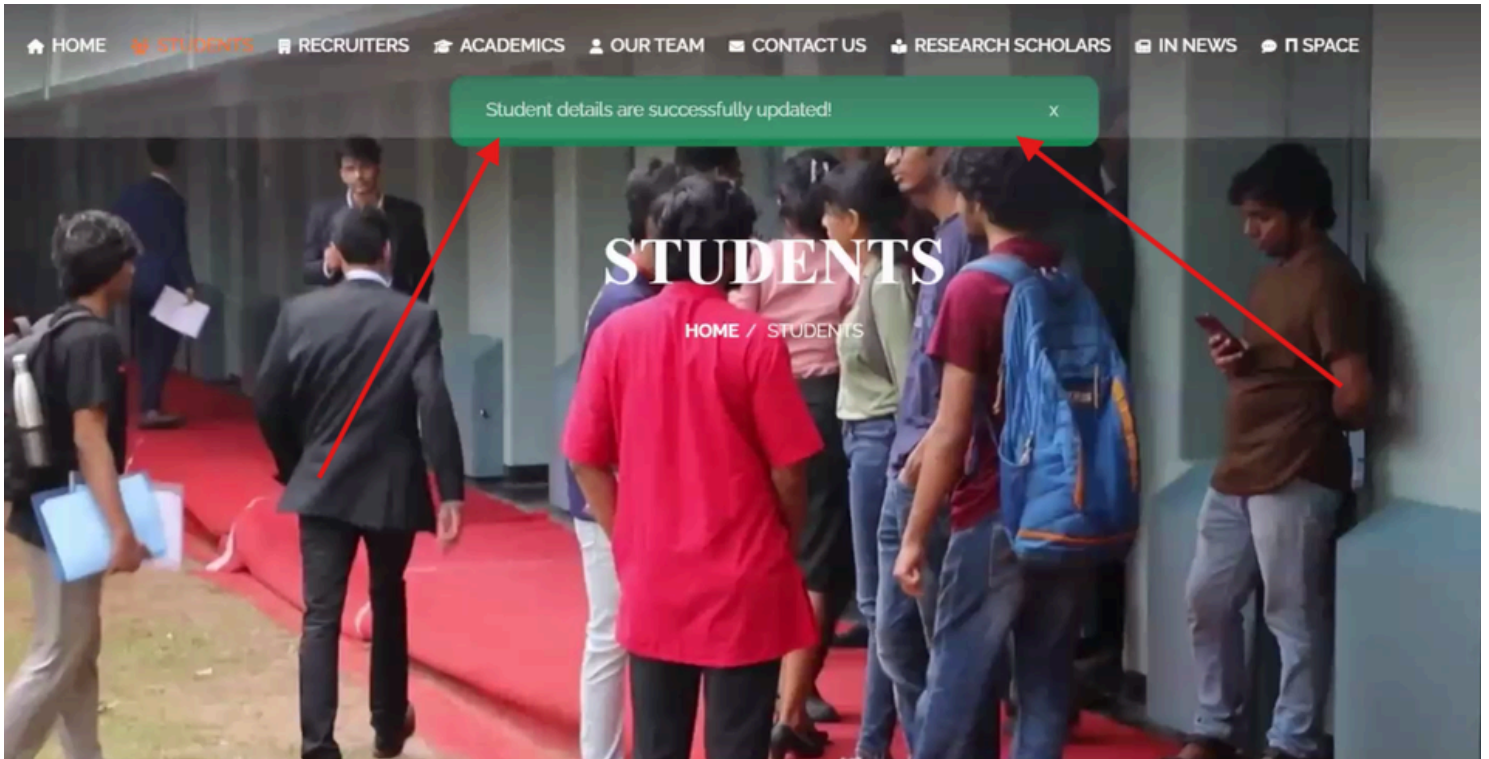 HOME STUDENTS RECRUITERS ACADEMICS OUR TEAM CONTACT US RESEARCH SCHOLARS IN NEWS Π SPACE
Student details are successfully updated! x
STUDENTS
HOME / STUDENTS